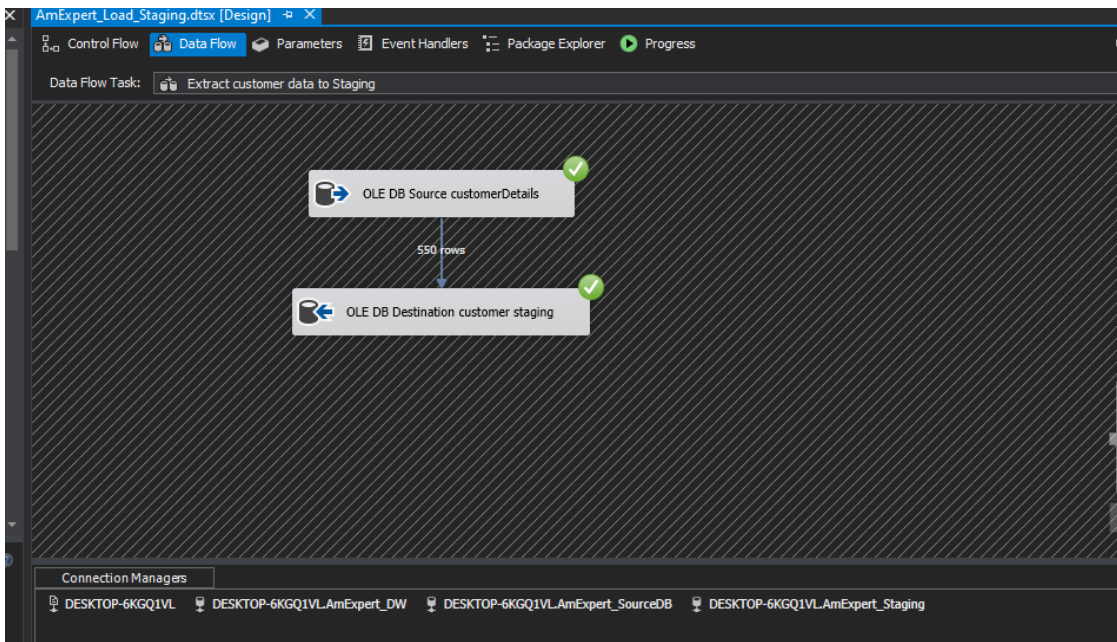 AmExpert_Load_Staging.dtsx [Design]
Control Flow Data Flow Parameters Event Handlers Package Explorer Progress
Data Flow Task: Extract customer data to Staging
OLE DB Source customerDetails
550 rows
OLE DB Destination customer staging
Connection Managers
DESKTOP-6KGQ1VL DESKTOP-6KGQ1VL.AmExpert_DW DESKTOP-6KGQ1VL.AmExpert_SourceDB DESKTOP-6KGQ1VL.AmExpert_Staging